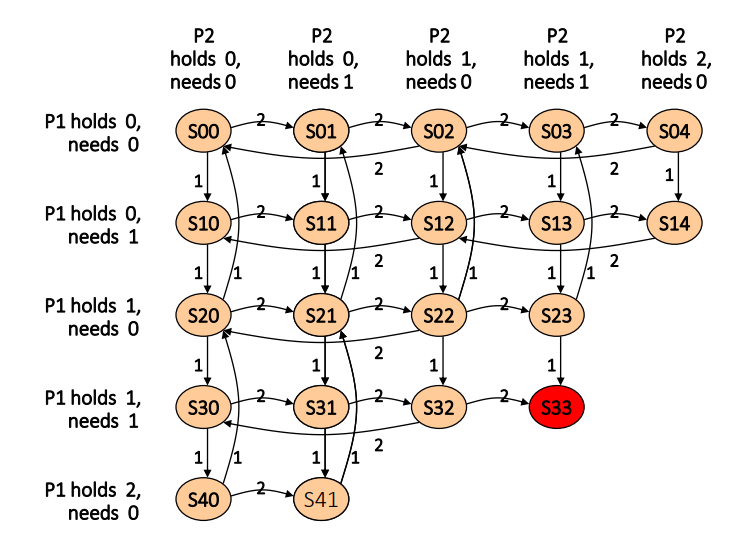 P2 P2 P2 P2 P2
holds 0, holds 0, holds 1, holds 1, holds 2,
needs 0 needs 1 needs 0 needs 1 needs 0
P1 holds 0,
needs 0
S00 2 S01 2 S02 2 S03 2 S04
2 2
1 1 1 1 1
P1 holds 0,
needs 1
S10 2 S11 2 S12 2 S13 2 S14
2 2
1 1 1 1 1 1 1 1
P1 holds 1,
needs 0
S20 2 S21 2 S22 2 S23
2
1 1 1 1
P1 holds 1,
needs 1
S30 2 S31 2 S32 2 S33
2
1 1 1 1
P1 holds 2,
needs 0
S40 2 S41